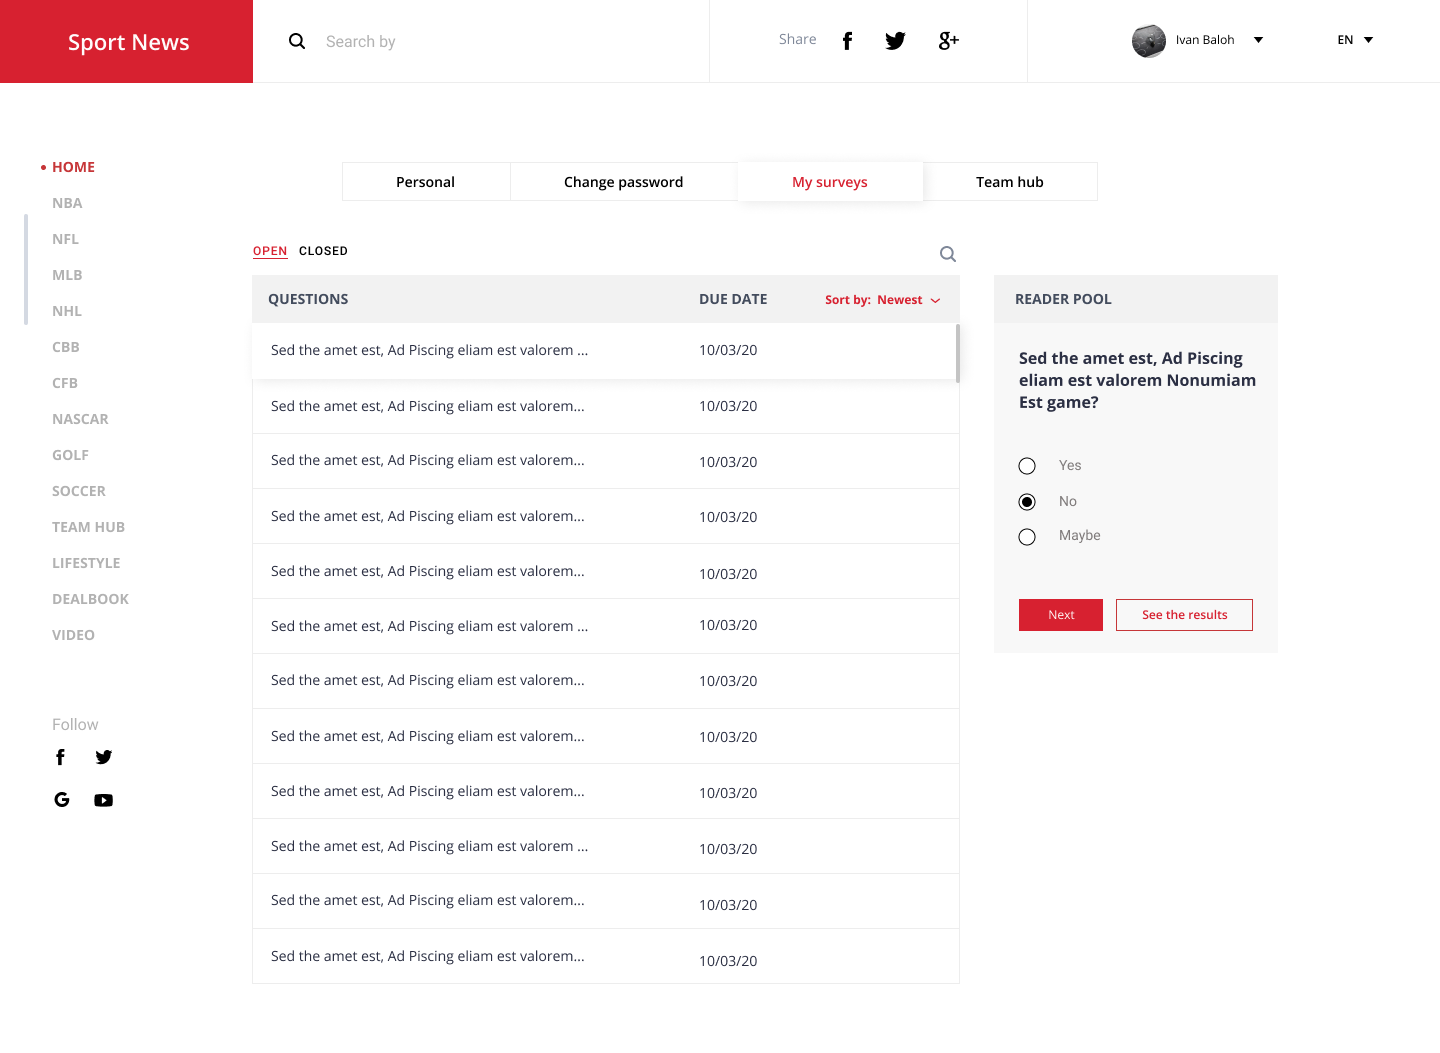 Sport News
Search by
Share
Ivan Baloh
EN
HOME
NBA
NFL
MLB
NHL
CBB
CFB
NASCAR
GOLF
SOCCER
TEAM HUB
LIFESTYLE
DEALBOOK
VIDEO
Follow
Personal
Change password
My surveys
Team hub
OPEN CLOSED
QUESTIONS DUE DATE Sort by: Newest
Sed the amet est, Ad Piscing eliam est valorem ... 10/03/20
Sed the amet est, Ad Piscing eliam est valorem... 10/03/20
Sed the amet est, Ad Piscing eliam est valorem... 10/03/20
Sed the amet est, Ad Piscing eliam est valorem... 10/03/20
Sed the amet est, Ad Piscing eliam est valorem... 10/03/20
Sed the amet est, Ad Piscing eliam est valorem ... 10/03/20
Sed the amet est, Ad Piscing eliam est valorem... 10/03/20
Sed the amet est, Ad Piscing eliam est valorem... 10/03/20
Sed the amet est, Ad Piscing eliam est valorem... 10/03/20
Sed the amet est, Ad Piscing eliam est valorem ... 10/03/20
Sed the amet est, Ad Piscing eliam est valorem... 10/03/20
Sed the amet est, Ad Piscing eliam est valorem... 10/03/20
READER POOL
Sed the amet est, Ad Piscing
eliam est valorem Nonumiam
Est game?
Yes
No
Maybe
Next
See the results